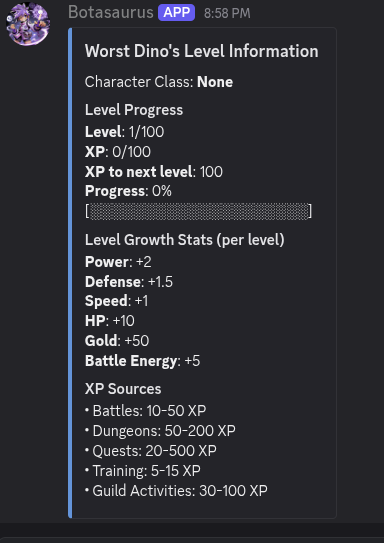 Botasaurus APP 8:58 PM
Worst Dino's Level Information
Character Class: None
Level Progress
Level: 1/100
XP: 0/100
XP to next level: 100
Progress: 0%
[░░░░░░░░░░░░░░░░░░░░]
Level Growth Stats (per level)
Power: +2
Defense: +1.5
Speed: +1
HP: +10
Gold: +50
Battle Energy: +5
XP Sources
• Battles: 10-50 XP
• Dungeons: 50-200 XP
• Quests: 20-500 XP
• Training: 5-15 XP
• Guild Activities: 30-100 XP